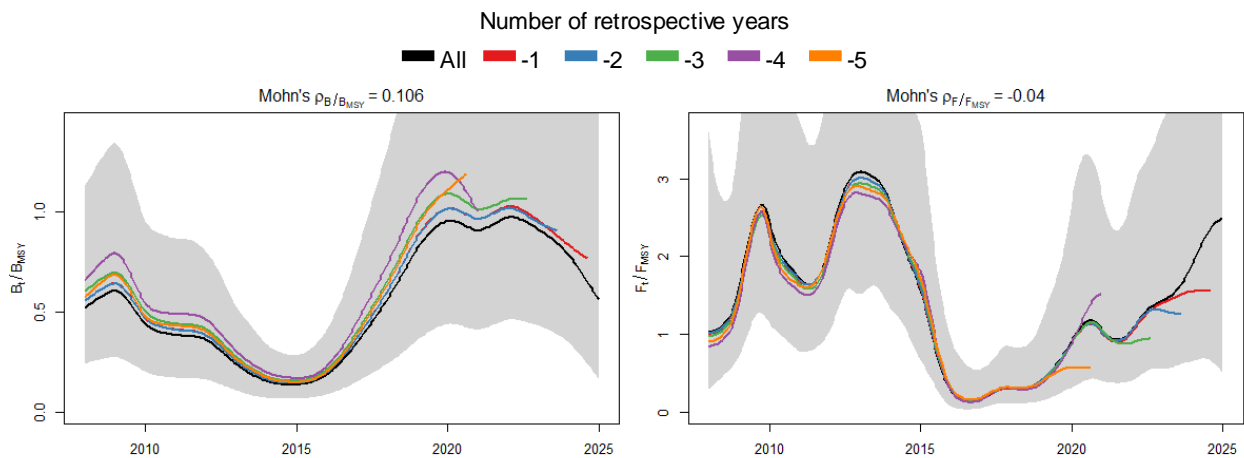 Number of retrospective years
All -1 -2 -3 -4 -5
Mohn's ρB/BMSY = 0.106
Mohn's ρF/FMSY = -0.04
Bt/BMSY
0.0
0.5
1.0
2010 2015 2020 2025
Ft/FMSY
0
1
2
3
2010 2015 2020 2025